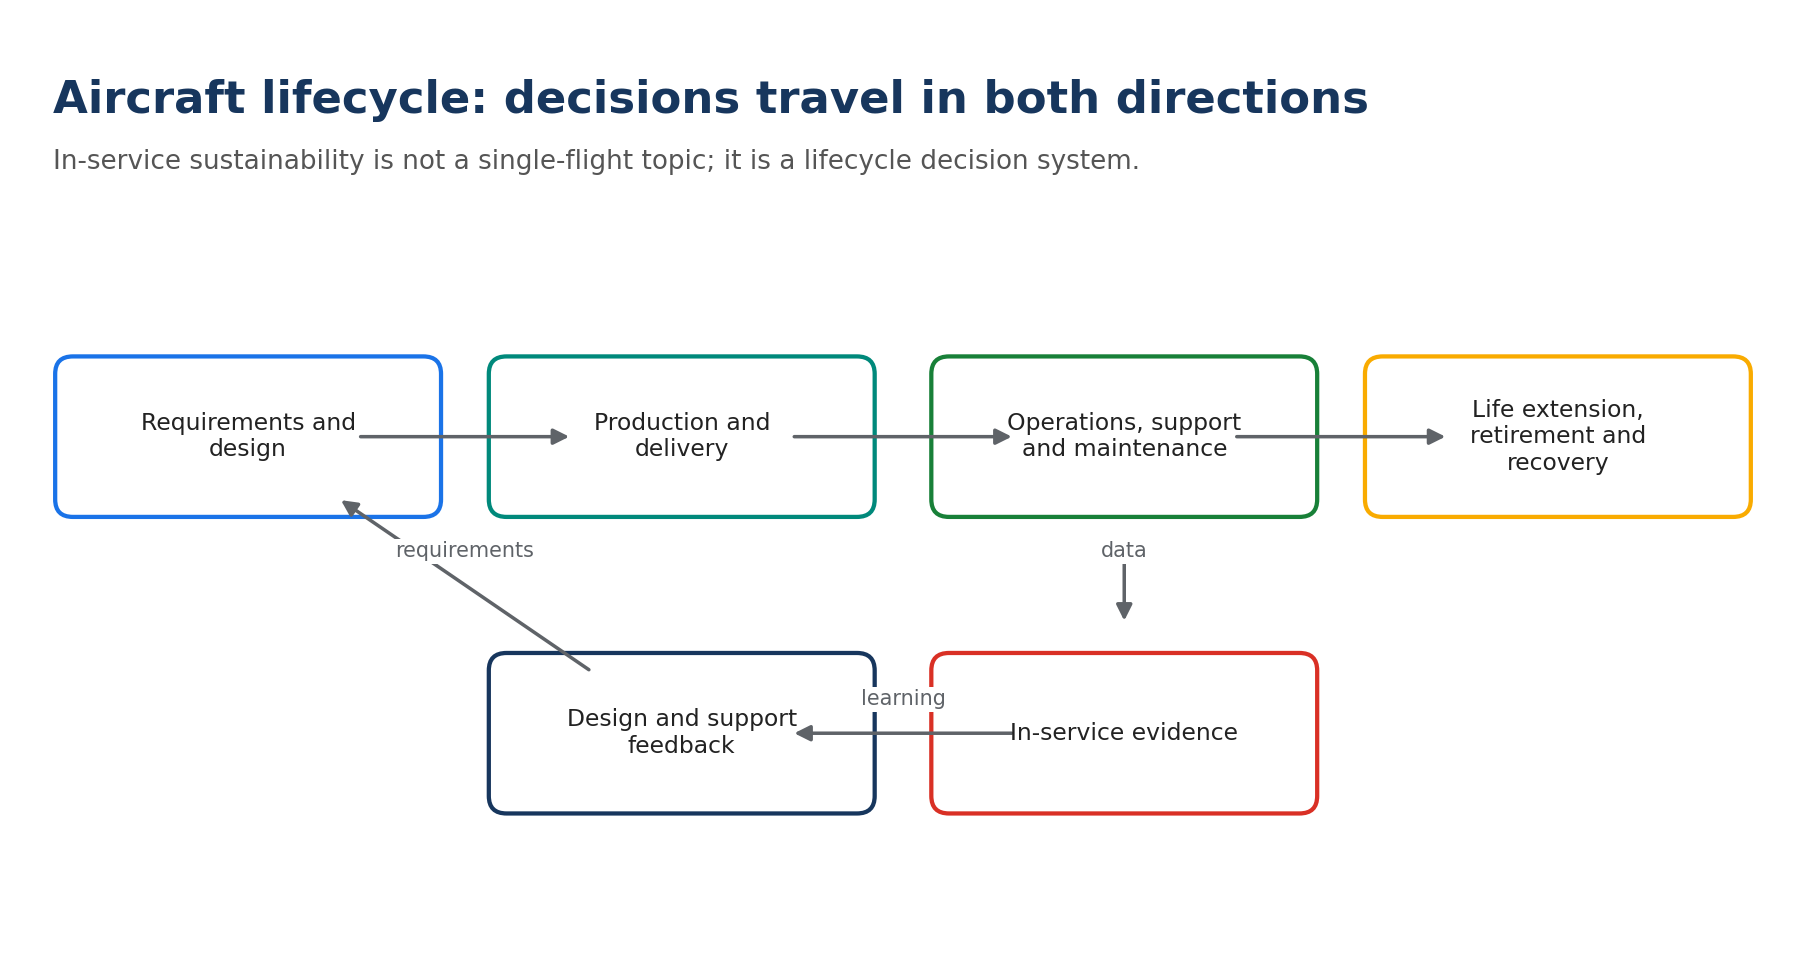 Aircraft lifecycle: decisions travel in both directions
In-service sustainability is not a single-flight topic; it is a lifecycle decision system.
Requirements and
design
Production and
delivery
Operations, support
and maintenance
Life extension,
retirement and
recovery
requirements
data
learning
Design and support
feedback
In-service evidence